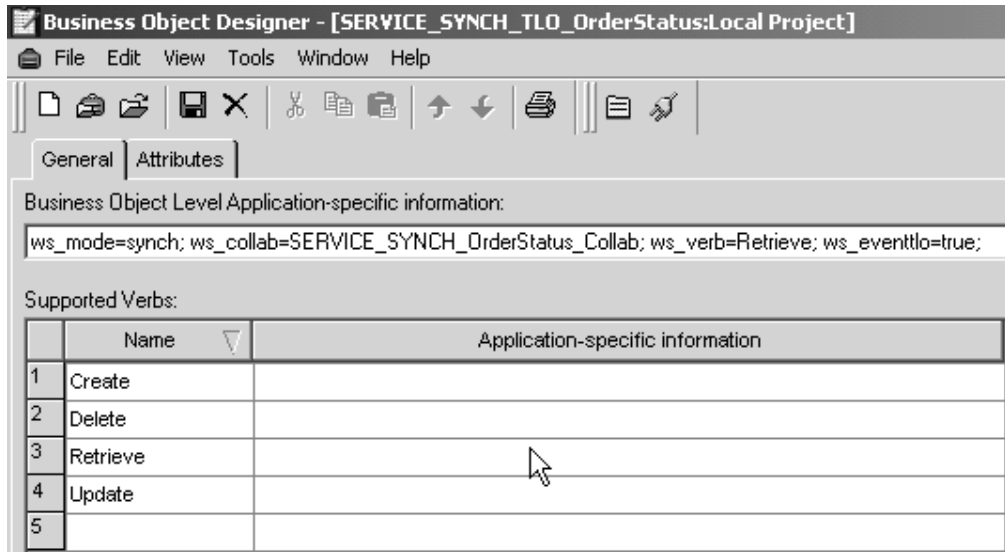 Business Object Designer - [SERVICE_SYNCH_TLO_OrderStatus:Local Project]
File Edit View Tools Window Help
General Attributes
Business Object Level Application-specific information:
ws_mode=synch; ws_collab=SERVICE_SYNCH_OrderStatus_Collab; ws_verb=Retrieve; ws_eventtlo=true;
Supported Verbs:
Name Application-specific information
1 Create
2 Delete
3 Retrieve
4 Update
5